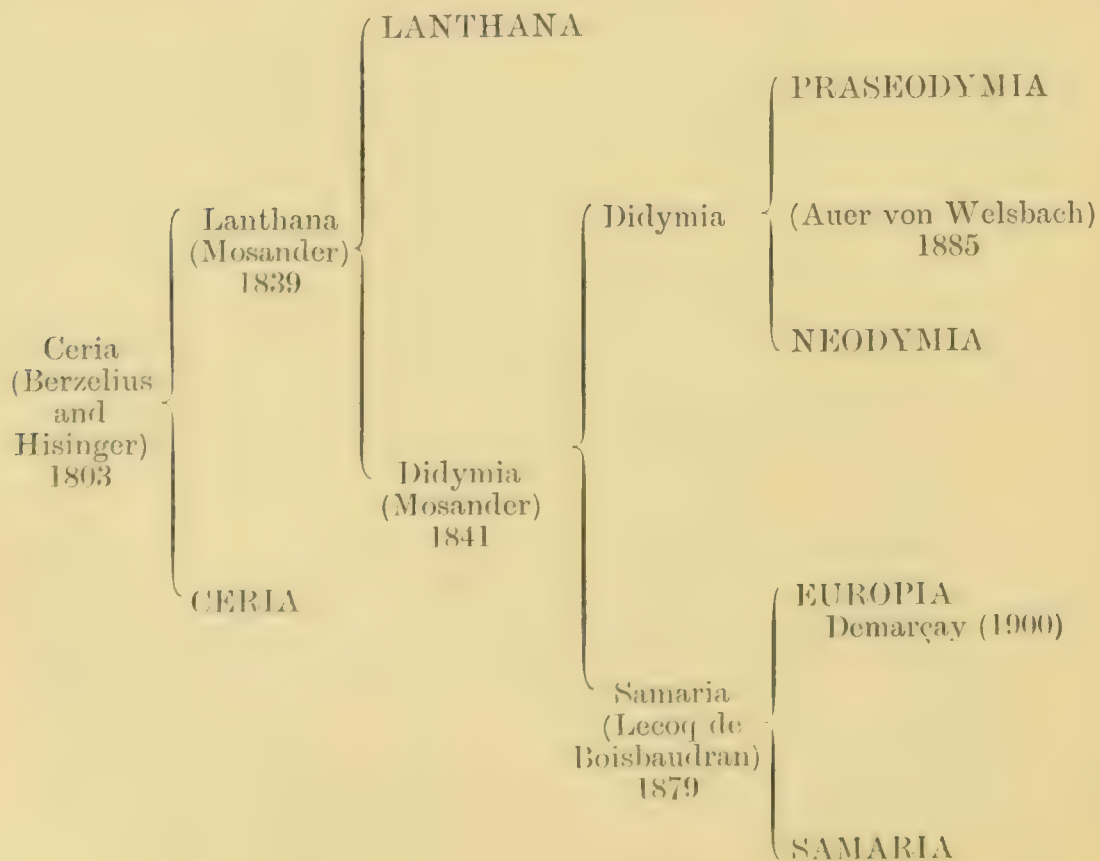 LANTHANA
PRASEODYMIA
Lanthana
(Mosander)
1839
Didymia
(Auer von Welsbach)
1885
NEODYMIA
Ceria
(Berzelius
and
Hisinger)
1803
Didymia
(Mosander)
1841
CERIA
EUROPIA
Demarçay (1900)
Samaria
(Lecoq de
Boisbaudran)
1879
SAMARIA